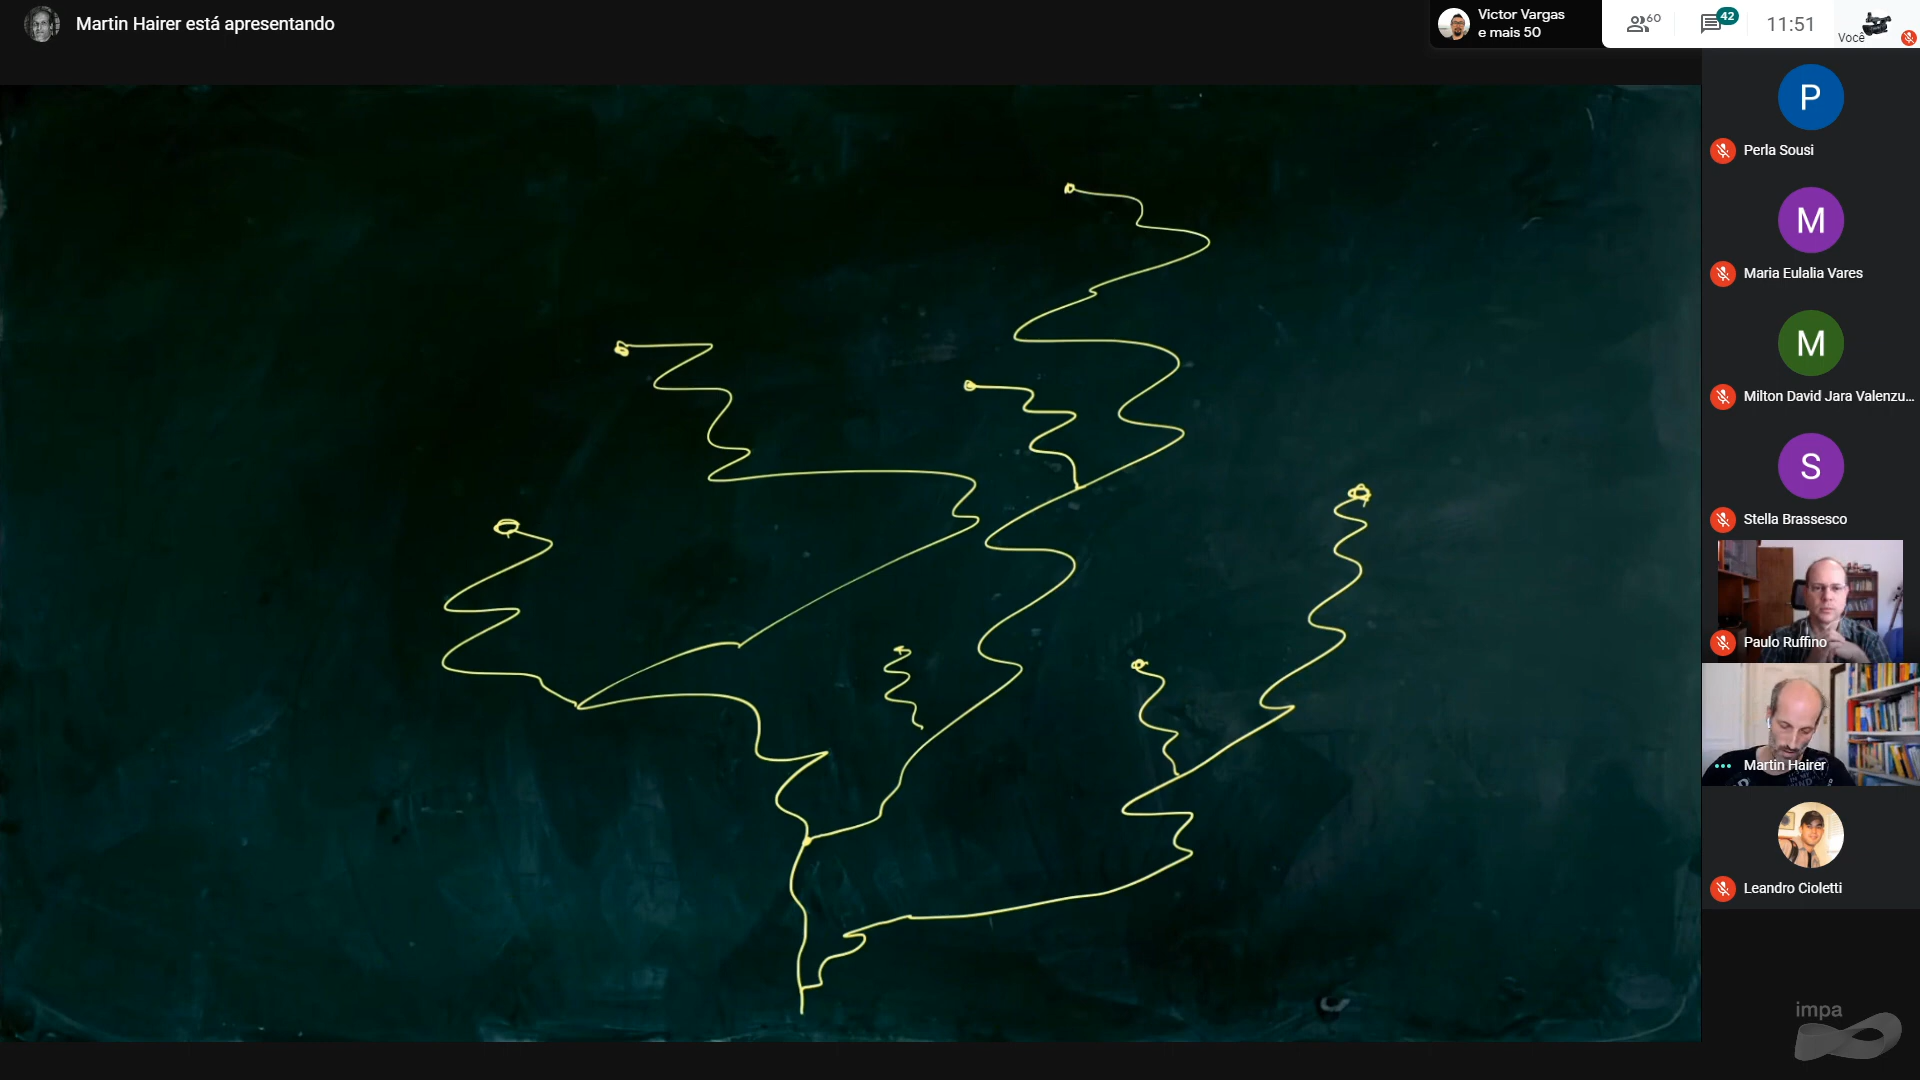 Martin Hairer está apresentando
Victor Vargas
e mais 50
60
42
11:51
Você
P
Perla Sousi
M
Maria Eulalia Vares
M
Milton David Jara Valenzu...
S
Stella Brassesco
Paulo Ruffino
Martin Hairer
Leandro Cioletti
impa